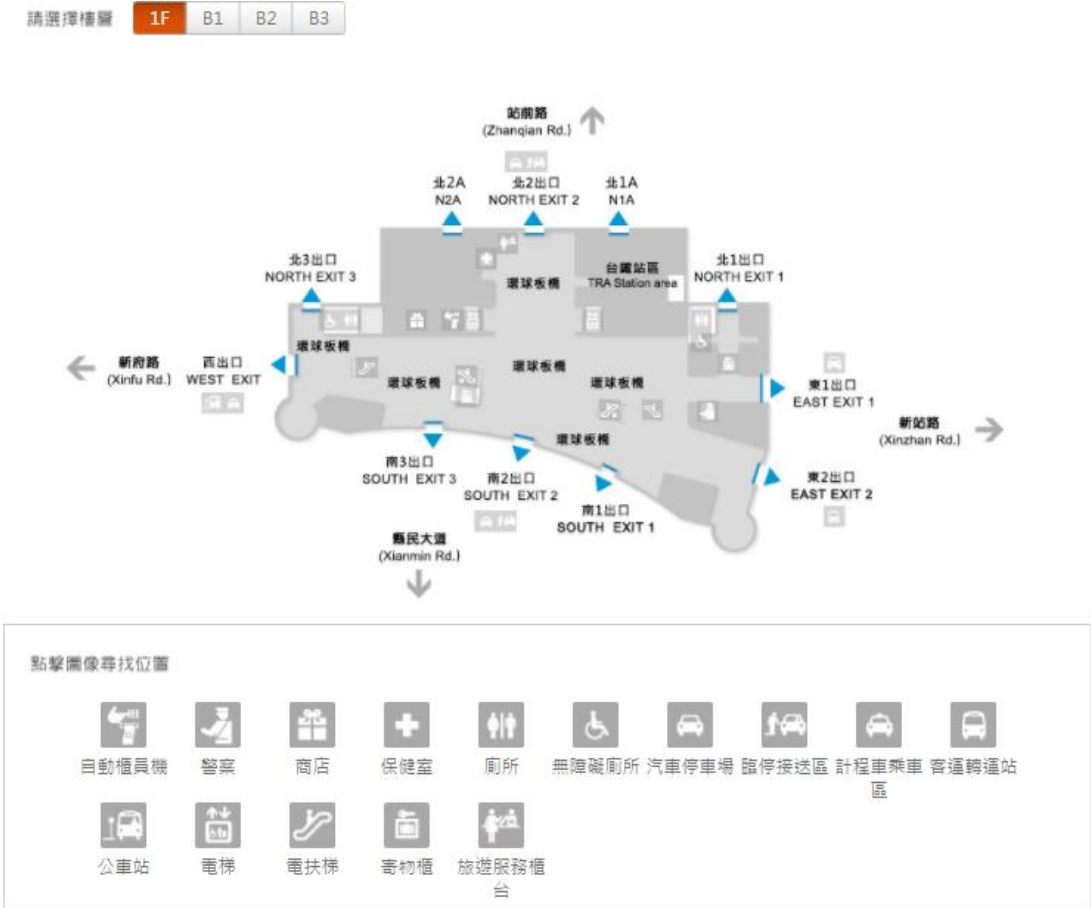 請選擇樓層 1F B1 B2 B3
站前路
(Zhanqian Rd.)
北2A
N2A
北2出口
NORTH EXIT 2
北1A
N1A
北3出口
NORTH EXIT 3
台鐵站區
TRA Station area
北1出口
NORTH EXIT 1
環球板橋
環球板橋
新府路
(Xinfu Rd.)
西出口
WEST EXIT
環球板橋
環球板橋
環球板橋
東1出口
EAST EXIT 1
新站路
(Xinzhan Rd.)
環球板橋
南3出口
SOUTH EXIT 3
南2出口
SOUTH EXIT 2
南1出口
SOUTH EXIT 1
東2出口
EAST EXIT 2
縣民大道
(Xianmin Rd.)
點擊圖像尋找位置
自動櫃員機 警察 商店 保健室 廁所 無障礙廁所 汽車停車場 臨停接送區 計程車乘車區 客運轉運站
公車站 電梯 電扶梯 寄物櫃 旅遊服務櫃台